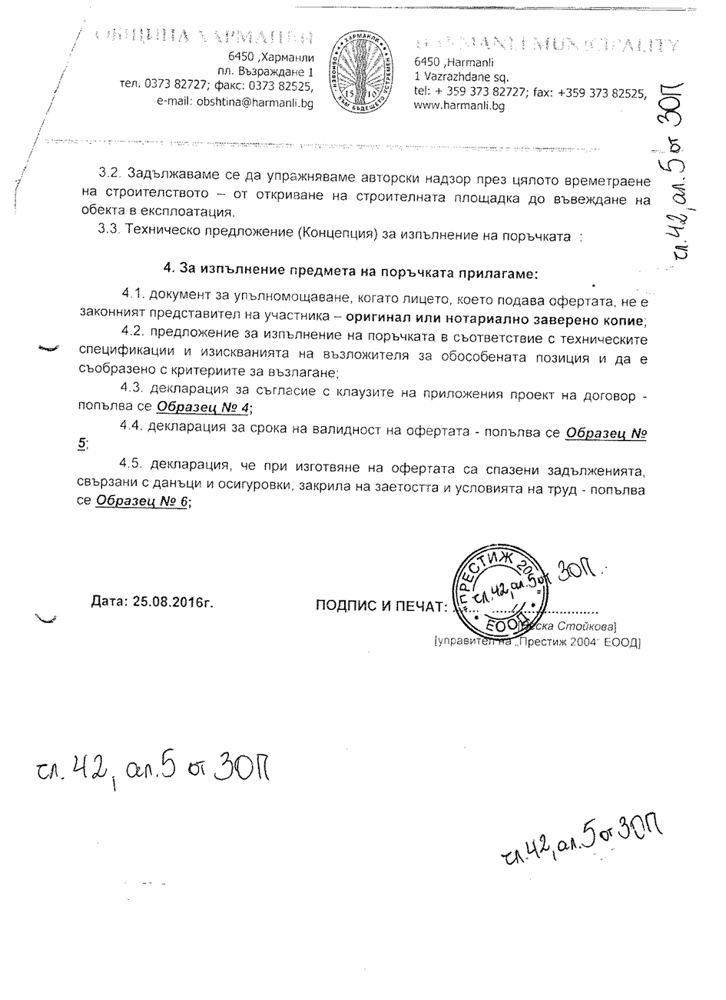 ОБЩИНА ХАРМАНЛИ
6450 ,Харманли
пл. Възраждане 1
тел. 0373 82727; факс: 0373 82525,
e-mail: obshtina@harmanli.bg
ХАРМАНЛИ
15 10
HARMANLI MUNICIPALITY
6450 ,Harmanli
1 Vazrazhdane sq.
tel: + 359 373 82727; fax: +359 373 82525,
www.harmanli.bg
чл.42, ал.5 от ЗОП
3.2. Задължаваме се да упражняваме авторски надзор през цялото времетраене
на строителството – от откриване на строителната площадка до въвеждане на
обекта в експлоатация.
3.3. Техническо предложение (Концепция) за изпълнение на поръчката :
4. За изпълнение предмета на поръчката прилагаме:
4.1. документ за упълномощаване, когато лицето, което подава офертата, не е
законният представител на участника – оригинал или нотариално заверено копие;
4.2. предложение за изпълнение на поръчката в съответствие с техническите
спецификации и изискванията на възложителя за обособената позиция и да е
съобразено с критериите за възлагане;
4.3. декларация за съгласие с клаузите на приложения проект на договор -
попълва се Образец № 4;
4.4. декларация за срока на валидност на офертата - попълва се Образец №
5;
4.5. декларация, че при изготвяне на офертата са спазени задълженията,
свързани с данъци и осигуровки, закрила на заетостта и условията на труд - попълва
се Образец № 6;
Дата: 25.08.2016г.
ПОДПИС И ПЕЧАТ:
"ПРЕСТИЖ
ЕООД
чл.42, ал.5 от ЗОП
Стойкова]
[управител на „Престиж 2004" ЕООД]
чл.42, ал.5 от ЗОП
чл.42, ал.5 от ЗОП